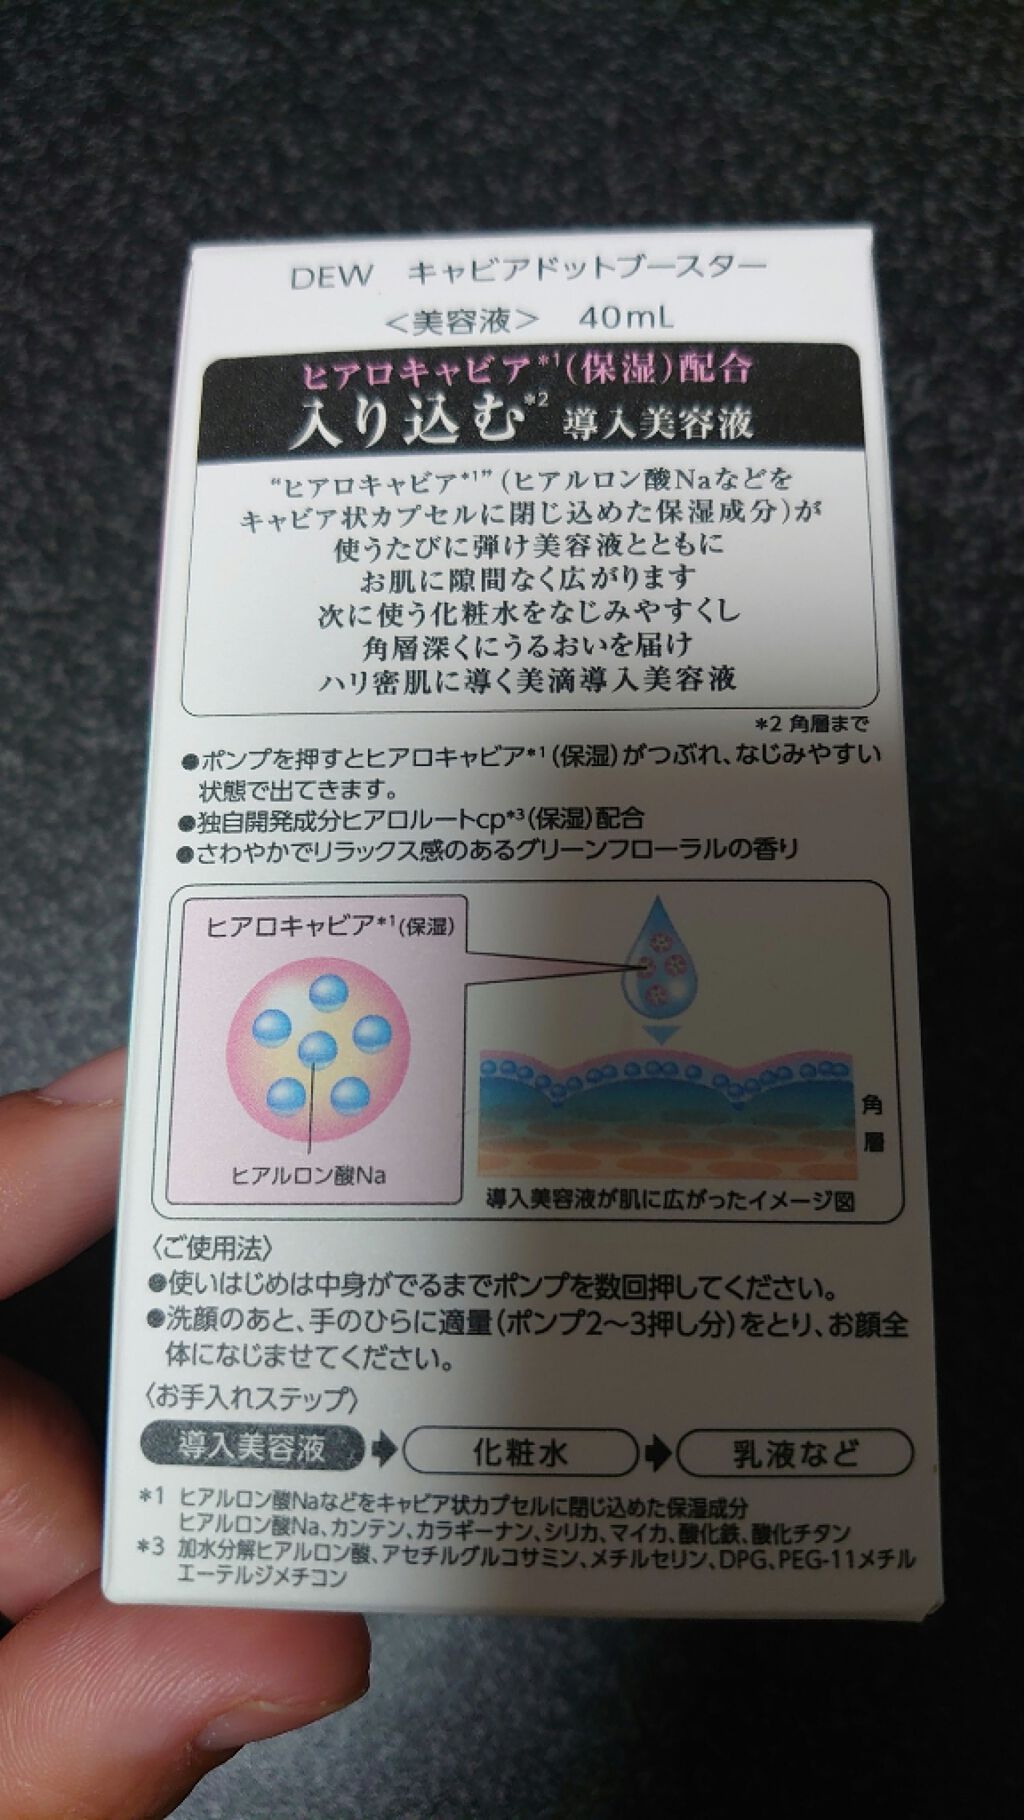 DEW キャビアドットブースター
＜美容液＞ 40mL
ヒアロキャビア*1(保湿)配合
入り込む*2 導入美容液
“ヒアロキャビア*1”(ヒアルロン酸Naなどを
キャビア状カプセルに閉じ込めた保湿成分)が
使うたびに弾け美容液とともに
お肌に隙間なく広がります
次に使う化粧水をなじみやすくし
角層深くにうるおいを届け
ハリ密肌に導く美滴導入美容液
*2 角層まで
●ポンプを押すとヒアロキャビア*1(保湿)がつぶれ、なじみやすい
状態で出てきます。
●独自開発成分ヒアロルートcp*3(保湿)配合
●さわやかでリラックス感のあるグリーンフローラルの香り
ヒアロキャビア*1(保湿)
ヒアルロン酸Na
角層
導入美容液が肌に広がったイメージ図
〈ご使用法〉
●使いはじめは中身がでるまでポンプを数回押してください。
●洗顔のあと、手のひらに適量(ポンプ2〜3押し分)をとり、お顔全
体になじませてください。
〈お手入れステップ〉
導入美容液 ➡ 化粧水 ➡ 乳液など
*1 ヒアルロン酸Naなどをキャビア状カプセルに閉じ込めた保湿成分
ヒアルロン酸Na、カンテン、カラギーナン、シリカ、マイカ、酸化鉄、酸化チタン
*3 加水分解ヒアルロン酸、アセチルグルコサミン、メチルセリン、DPG、PEG-11メチル
エーテルジメチコン